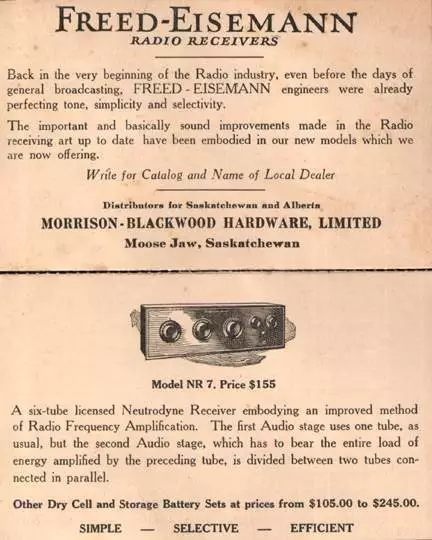 FREED-EISEMANN
RADIO RECEIVERS
Back in the very beginning of the Radio industry, even before the days of
general broadcasting, FREED-EISEMANN engineers were already
perfecting tone, simplicity and selectivity.
The important and basically sound improvements made in the Radio
receiving art up to date have been embodied in our new models which we
are now offering.
Write for Catalog and Name of Local Dealer
Distributors for Saskatchewan and Alberta
MORRISON-BLACKWOOD HARDWARE, LIMITED
Moose Jaw, Saskatchewan
Model NR 7. Price $155
A six-tube licensed Neutrodyne Receiver embodying an improved method
of Radio Frequency Amplification. The first Audio stage uses one tube, as
usual, but the second Audio stage, which has to bear the entire load of
energy amplified by the preceding tube, is divided between two tubes con-
nected in parallel.
Other Dry Cell and Storage Battery Sets at prices from $105.00 to $245.00.
SIMPLE — SELECTIVE — EFFICIENT